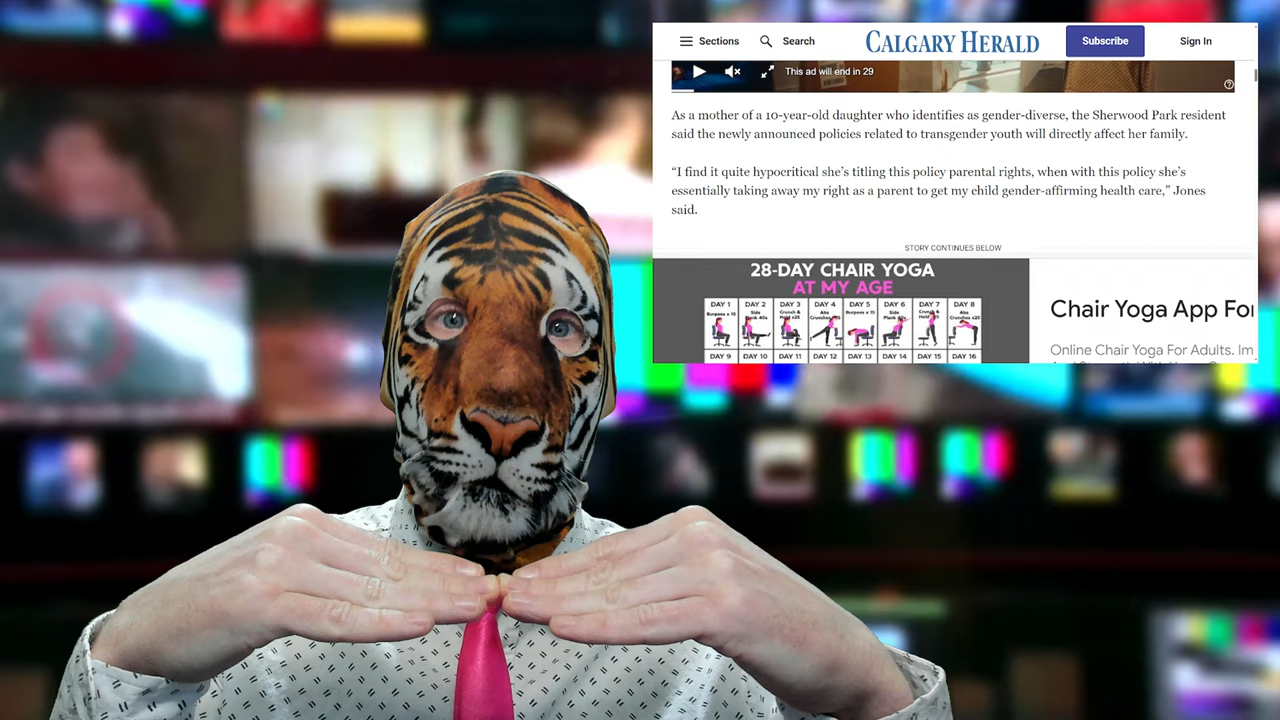 Sections
Search
CALGARY HERALD
Subscribe
Sign In
This ad will end in 29
As a mother of a 10-year-old daughter who identifies as gender-diverse, the Sherwood Park resident
said the newly announced policies related to transgender youth will directly affect her family.
“I find it quite hypocritical she’s titling this policy parental rights, when with this policy she’s
essentially taking away my right as a parent to get my child gender-affirming health care,” Jones
said.
STORY CONTINUES BELOW
28-DAY CHAIR YOGA
AT MY AGE
DAY 1 DAY 2 DAY 3 DAY 4 DAY 5 DAY 6 DAY 7 DAY 8
DAY 9 DAY 10 DAY 11 DAY 12 DAY 13 DAY 14 DAY 15 DAY 16
Chair Yoga App For
Online Chair Yoga For Adults. Im